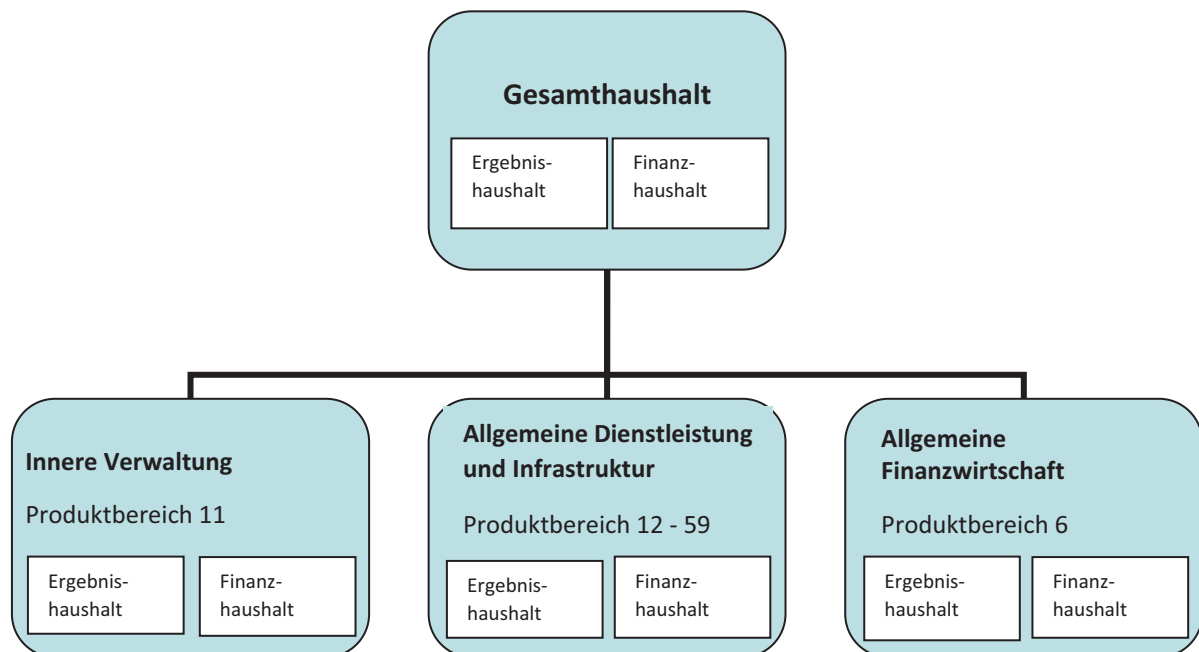 Gesamthaushalt
Ergebnis-
haushalt
Finanz-
haushalt
Innere Verwaltung
Produktbereich 11
Ergebnis-
haushalt
Finanz-
haushalt
Allgemeine Dienstleistung
und Infrastruktur
Produktbereich 12 - 59
Ergebnis-
haushalt
Finanz-
haushalt
Allgemeine
Finanzwirtschaft
Produktbereich 6
Ergebnis-
haushalt
Finanz-
haushalt